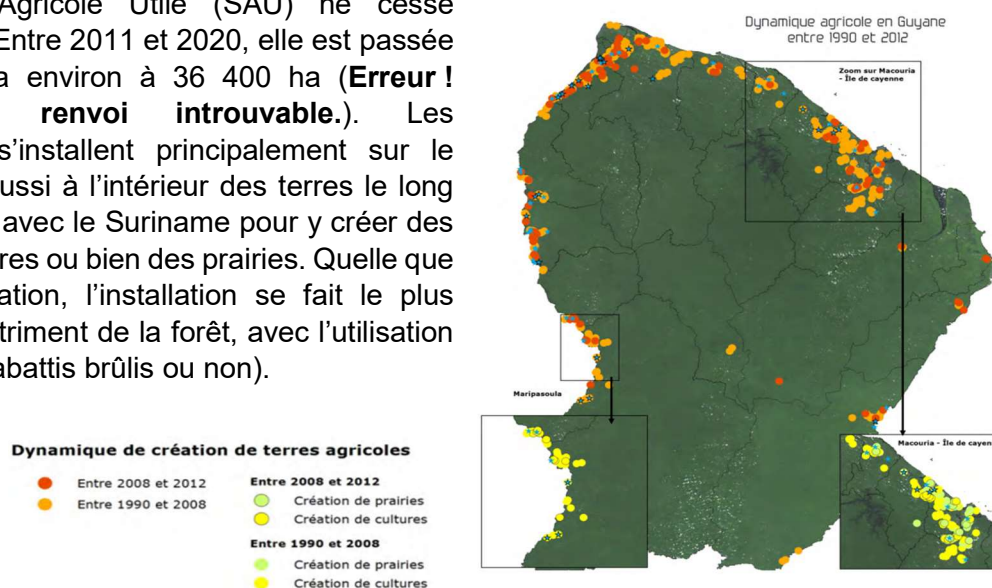 Agricole Utile (SAU) ne cesse
Entre 2011 et 2020, elle est passée
a environ à 36 400 ha (Erreur !
renvoi introuvable.). Les
s’installent principalement sur le
ussi à l’intérieur des terres le long
avec le Suriname pour y créer des
res ou bien des prairies. Quelle que
ation, l’installation se fait le plus
triment de la forêt, avec l’utilisation
abattis brûlis ou non).
Dynamique agricole en Guyane
entre 1990 et 2012
Zoom sur Macouria
- Île de cayenne
Maripasoula
Macouria - Île de cayen
Dynamique de création de terres agricoles
Entre 2008 et 2012
Entre 1990 et 2008
Entre 2008 et 2012
Création de prairies
Création de cultures
Entre 1990 et 2008
Création de prairies
Création de cultures